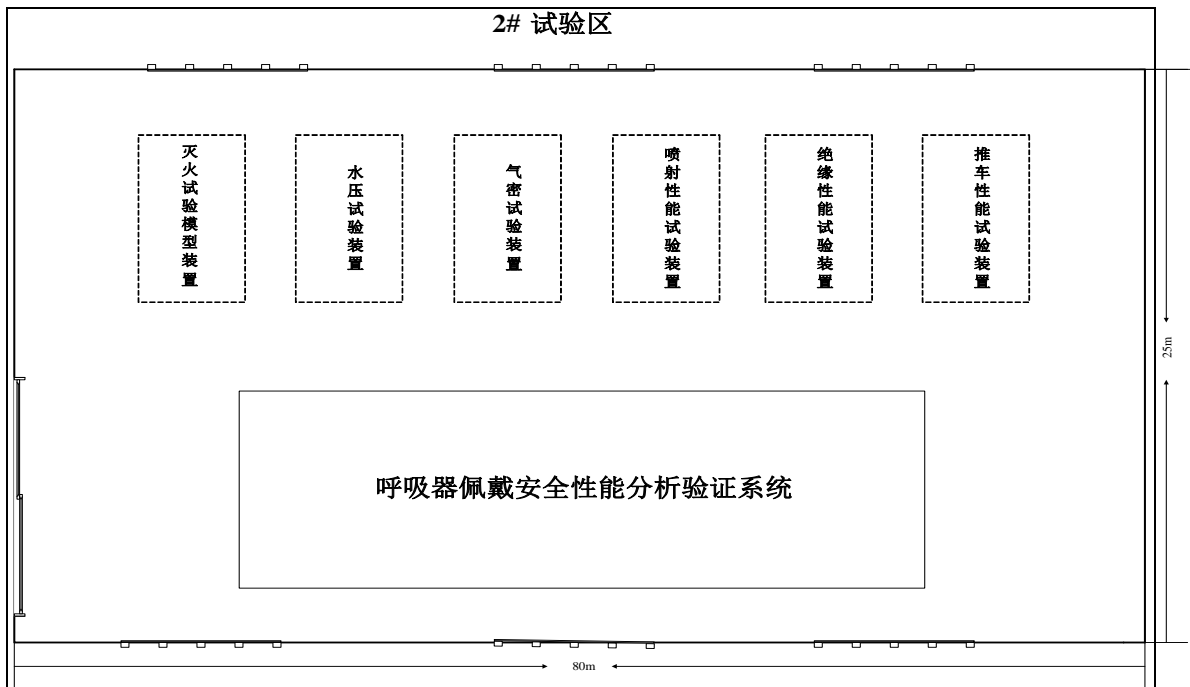 2# 试验区
灭火试验模型装置
水压试验装置
气密试验装置
喷射性能试验装置
绝缘性能试验装置
推车性能试验装置
25m
呼吸器佩戴安全性能分析验证系统
80m